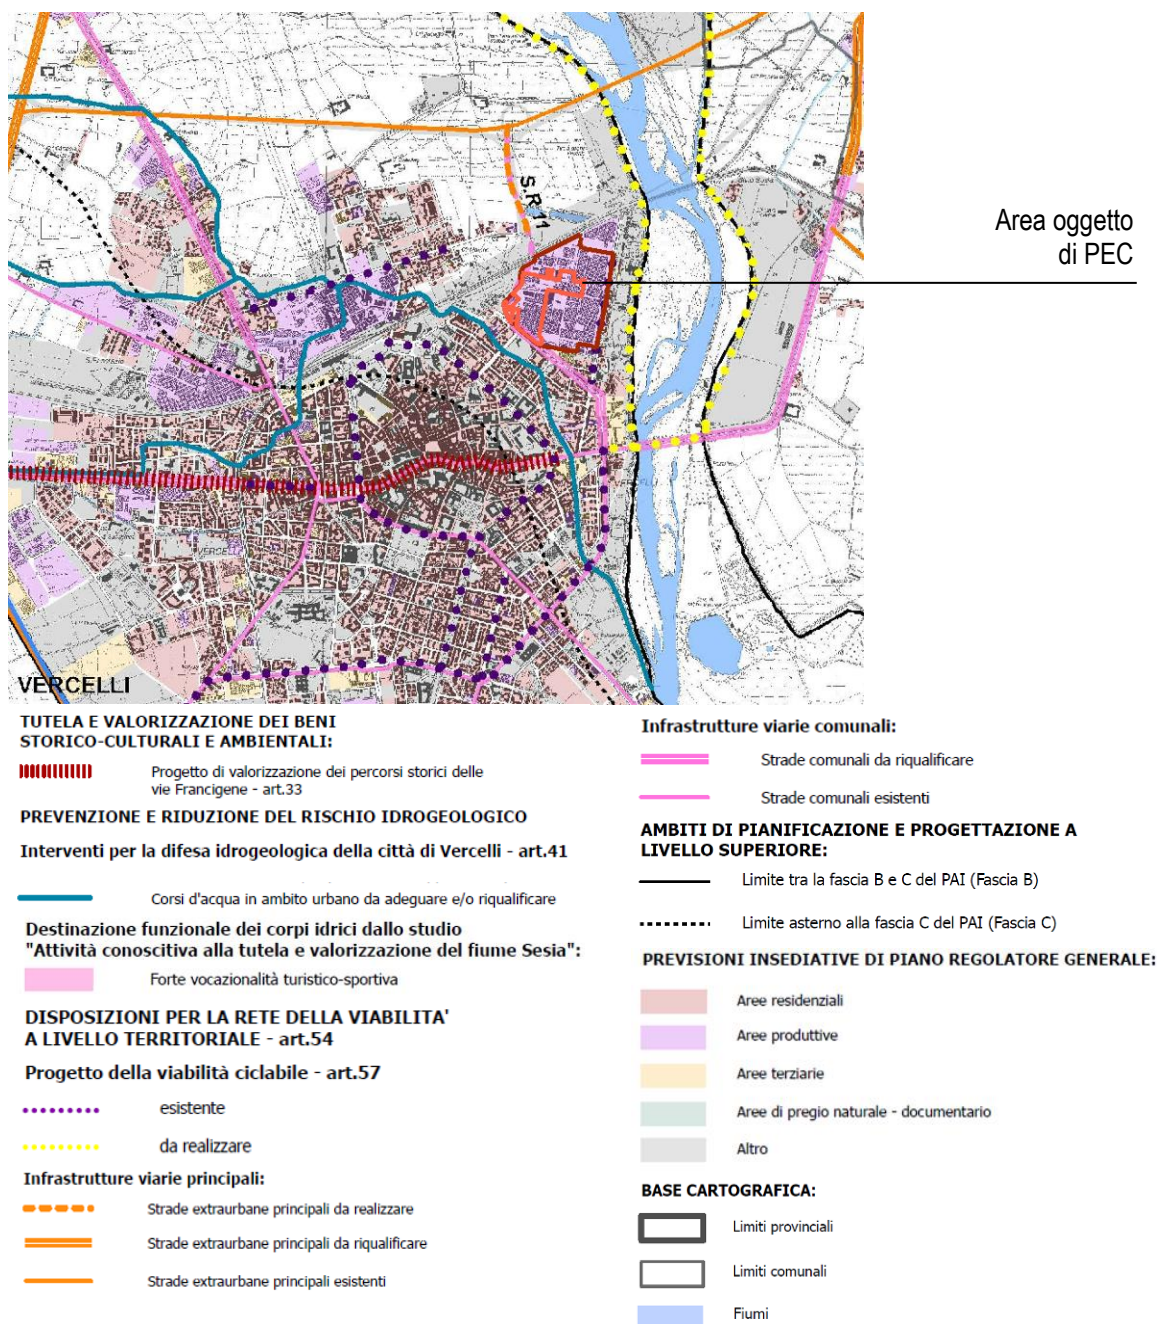 Area oggetto
di PEC
S.R. 11
VERCELLI
VERCELLI
TUTELA E VALORIZZAZIONE DEI BENI
STORICO-CULTURALI E AMBIENTALI:
Progetto di valorizzazione dei percorsi storici delle
vie Francigene - art.33
PREVENZIONE E RIDUZIONE DEL RISCHIO IDROGEOLOGICO
Interventi per la difesa idrogeologica della città di Vercelli - art.41
Corsi d'acqua in ambito urbano da adeguare e/o riqualificare
Destinazione funzionale dei corpi idrici dallo studio
"Attività conoscitiva alla tutela e valorizzazione del fiume Sesia":
Forte vocazionalità turistico-sportiva
DISPOSIZIONI PER LA RETE DELLA VIABILITA'
A LIVELLO TERRITORIALE - art.54
Progetto della viabilità ciclabile - art.57
esistente
da realizzare
Infrastrutture viarie principali:
Strade extraurbane principali da realizzare
Strade extraurbane principali da riqualificare
Strade extraurbane principali esistenti
Infrastrutture viarie comunali:
Strade comunali da riqualificare
Strade comunali esistenti
AMBITI DI PIANIFICAZIONE E PROGETTAZIONE A
LIVELLO SUPERIORE:
Limite tra la fascia B e C del PAI (Fascia B)
Limite asterno alla fascia C del PAI (Fascia C)
PREVISIONI INSEDIATIVE DI PIANO REGOLATORE GENERALE:
Aree residenziali
Aree produttive
Aree terziarie
Aree di pregio naturale - documentario
Altro
BASE CARTOGRAFICA:
Limiti provinciali
Limiti comunali
Fiumi